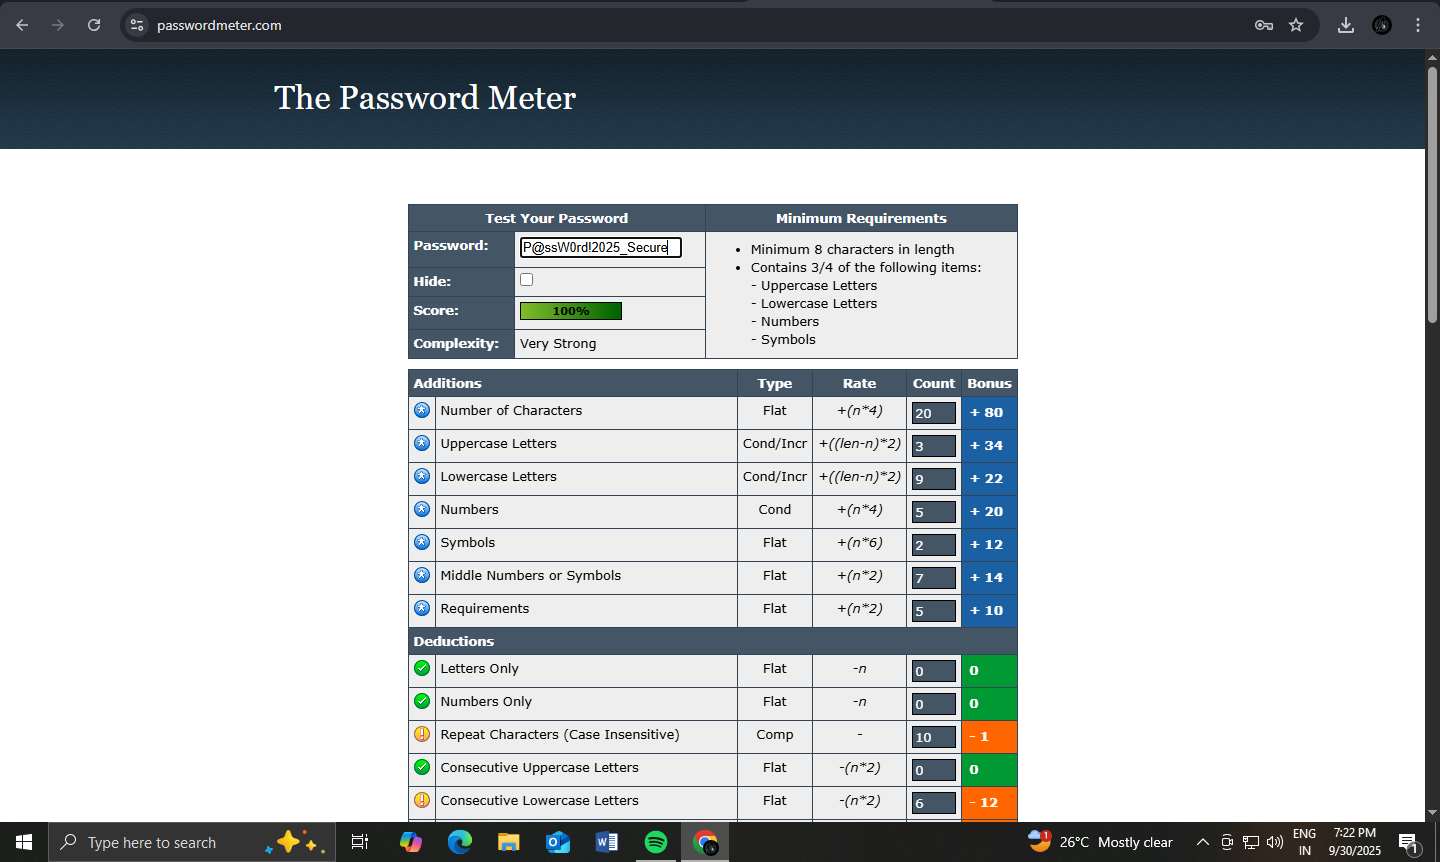 passwordmeter.com
The Password Meter
Test Your Password
Minimum Requirements
Password:
P@ssW0rd!2025_Secure
Hide:
Score:
100%
Complexity:
Very Strong
• Minimum 8 characters in length
• Contains 3/4 of the following items:
- Uppercase Letters
- Lowercase Letters
- Numbers
- Symbols
Additions Type Rate Count Bonus
Number of Characters Flat +(n*4) 20 + 80
Uppercase Letters Cond/Incr +((len-n)*2) 3 + 34
Lowercase Letters Cond/Incr +((len-n)*2) 9 + 22
Numbers Cond +(n*4) 5 + 20
Symbols Flat +(n*6) 2 + 12
Middle Numbers or Symbols Flat +(n*2) 7 + 14
Requirements Flat +(n*2) 5 + 10
Deductions
Letters Only Flat -n 0 0
Numbers Only Flat -n 0 0
Repeat Characters (Case Insensitive) Comp - 10 - 1
Consecutive Uppercase Letters Flat -(n*2) 0 0
Consecutive Lowercase Letters Flat -(n*2) 6 - 12
Type here to search
1
26°C Mostly clear
ENG
IN
7:22 PM
9/30/2025
1